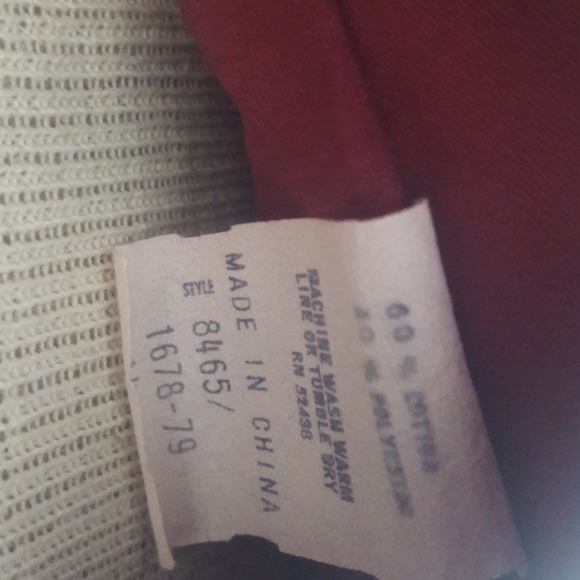 60 % COTTON
40 % POLYESTER
MACHINE WASH WARM
LINE OR TUMBLE DRY
RN 52436
MADE IN CHINA
8465/
1678-79